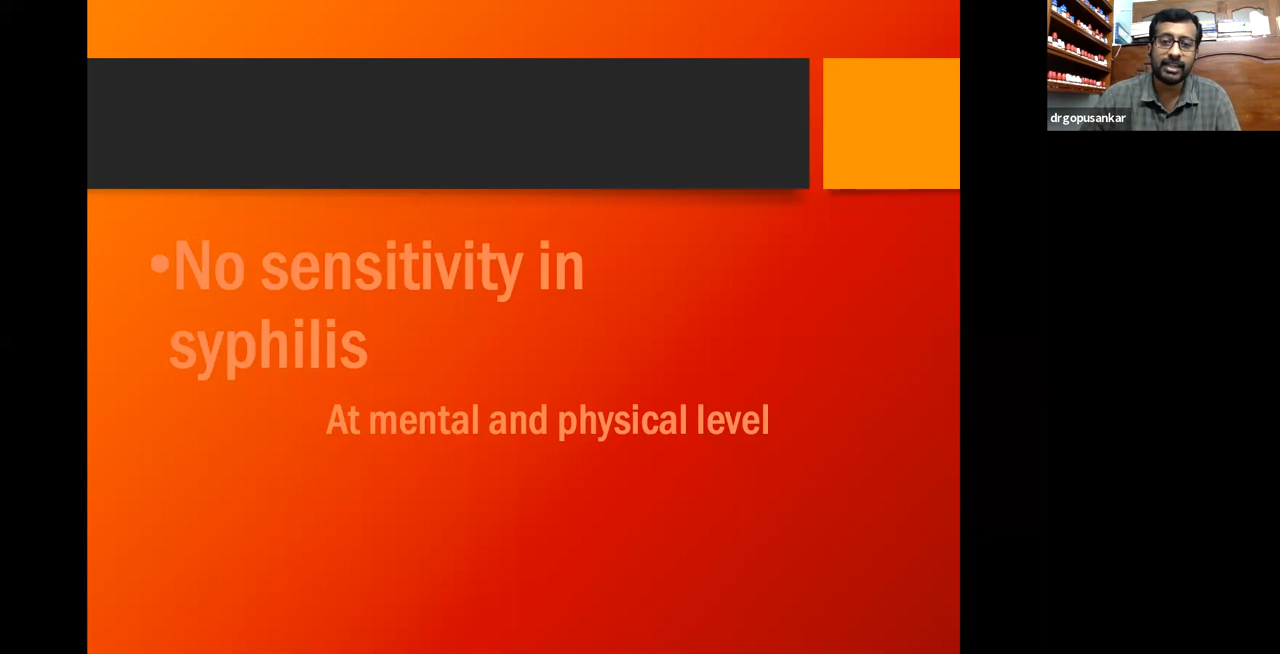 •No sensitivity in
syphilis
At mental and physical level
drgopusankar